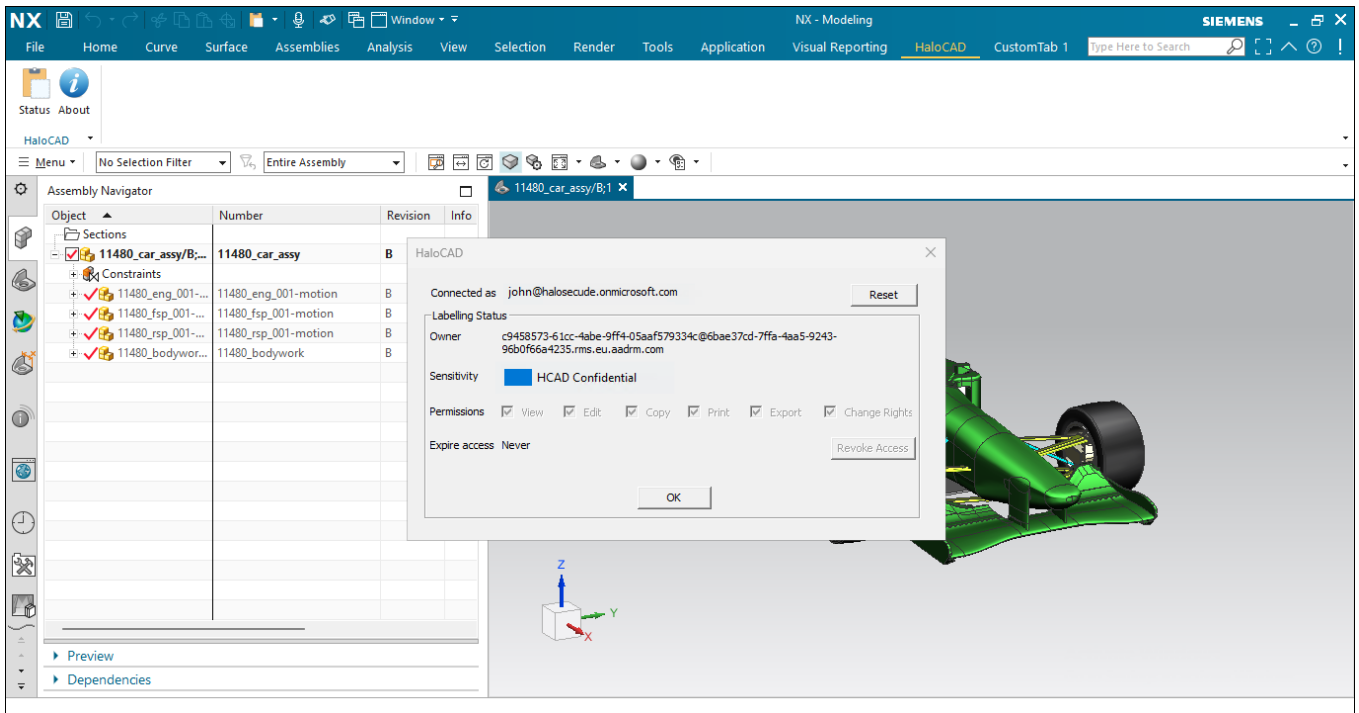 NX Window NX - Modeling SIEMENS
File Home Curve Surface Assemblies Analysis View Selection Render Tools Application Visual Reporting HaloCAD CustomTab 1 Type Here to Search
Status About
HaloCAD
Menu No Selection Filter Entire Assembly
Assembly Navigator 11480_car_assy/B;1
Object Number Revision Info
Sections
11480_car_assy/B;... 11480_car_assy B
Constraints
11480_eng_001-... 11480_eng_001-motion B
11480_fsp_001-... 11480_fsp_001-motion B
11480_rsp_001-... 11480_rsp_001-motion B
11480_bodywor... 11480_bodywork B
Preview
Dependencies
HaloCAD
Connected as john@halosecude.onmicrosoft.com Reset
Labelling Status
Owner c9458573-61cc-4abe-9ff4-05aaf579334c@6bae37cd-7ffa-4aa5-9243-
96b0f66a4235.rms.eu.aadrm.com
Sensitivity HCAD Confidential
Permissions View Edit Copy Print Export Change Rights
Expire access Never Revoke Access
OK
Z
Y
X